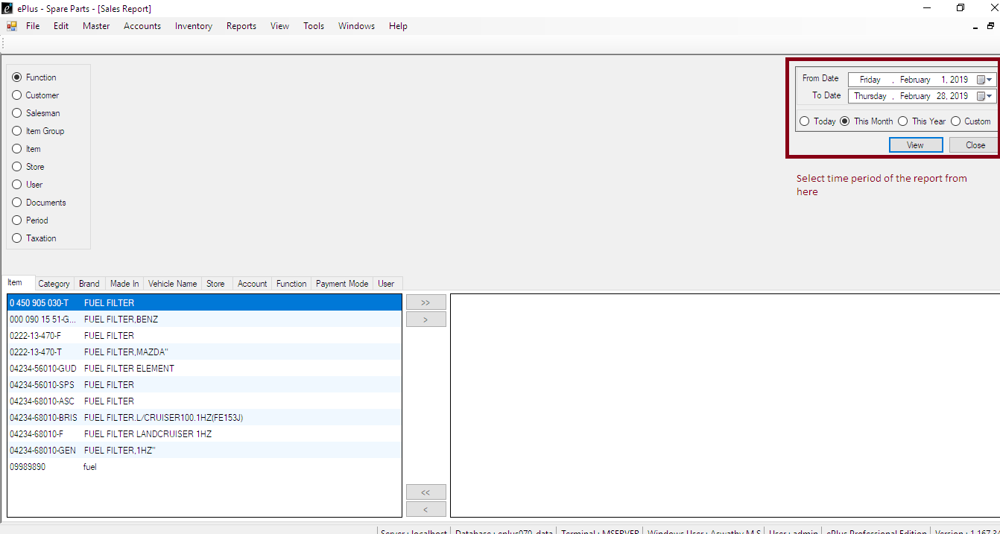 ePlus - Spare Parts - [Sales Report]
File Edit Master Accounts Inventory Reports View Tools Windows Help
Function
Customer
Salesman
Item Group
Item
Store
User
Documents
Period
Taxation
From Date Friday , February 1, 2019
To Date Thursday , February 28, 2019
Today This Month This Year Custom
View Close
Select time period of the report from
here
Item Category Brand Made In Vehicle Name Store Account Function Payment Mode User
0 450 905 030-T FUEL FILTER
000 090 15 51-G... FUEL FILTER,BENZ
0222-13-470-F FUEL FILTER
0222-13-470-T FUEL FILTER,MAZDA"
04234-56010-GUD FUEL FILTER ELEMENT
04234-56010-SPS FUEL FILTER
04234-68010-ASC FUEL FILTER
04234-68010-BRIS FUEL FILTER.L/CRUISER100.1HZ(FE153J)
04234-68010-F FUEL FILTER LANDCRUISER 1HZ
04234-68010-GEN FUEL FILTER,1HZ"
09989890 fuel
>>
>
<<
<
Server : localhost Database : eplus070_data Terminal : MSERVER Windows User : Aswathy M S User : admin ePlus Professional Edition Version : 1.167.34